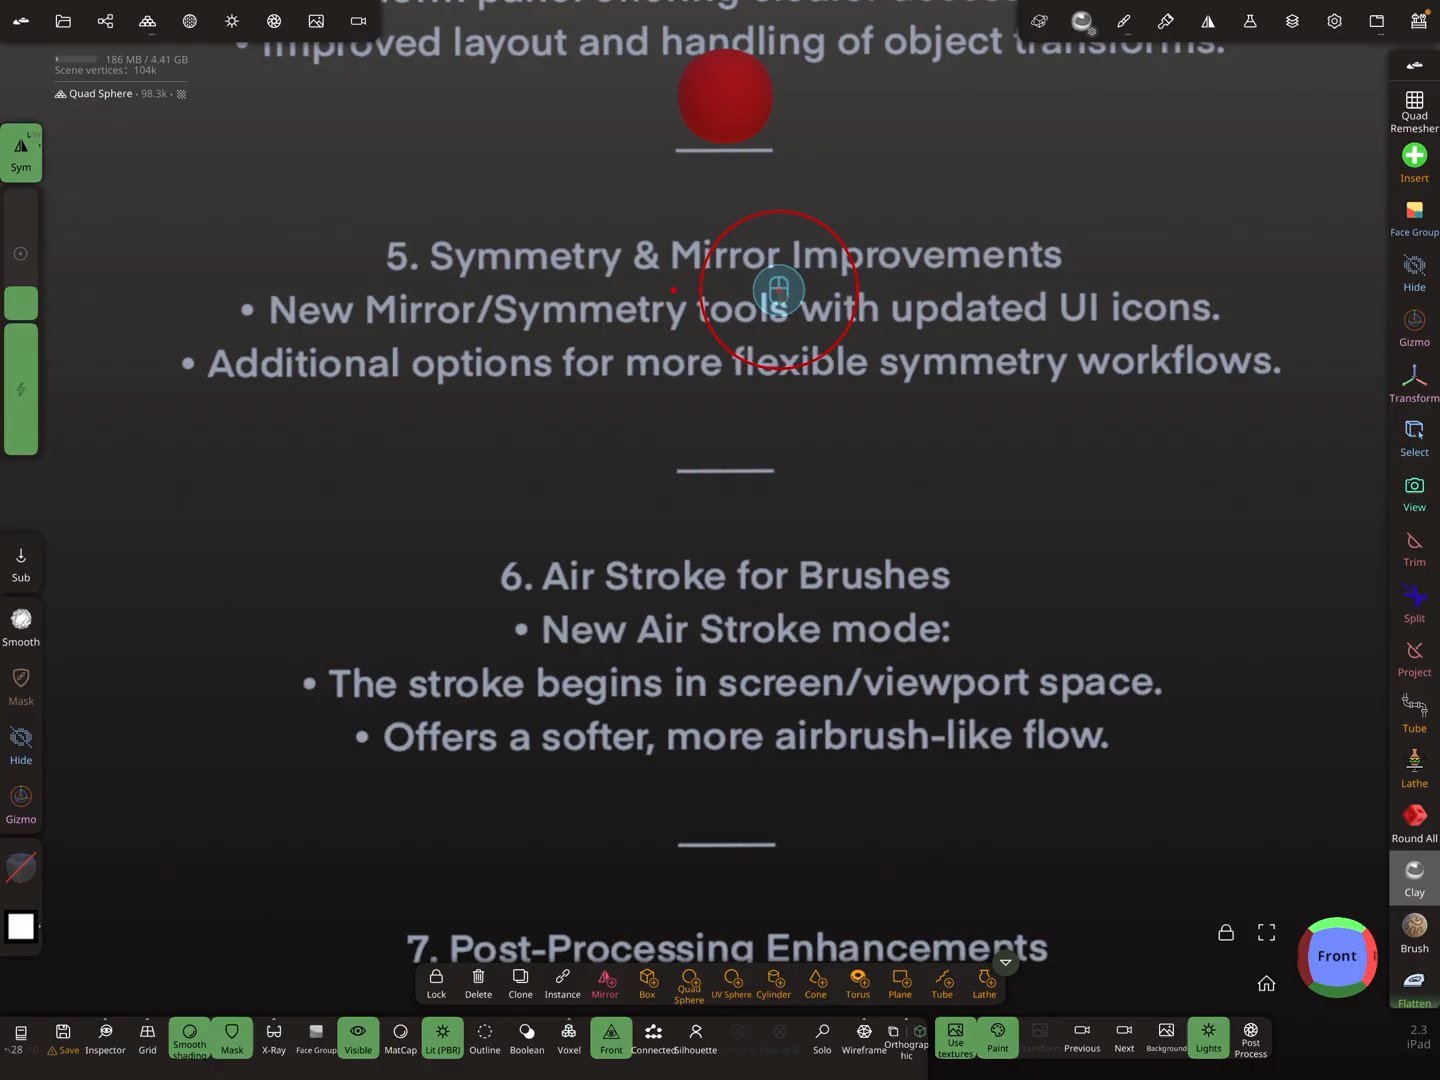 • Improved layout and handling of object transforms.
186 MB / 4.41 GB
Scene vertices: 104k
Quad Sphere • 98.3k •
L/W
Sym
5. Symmetry & Mirror Improvements
• New Mirror/Symmetry tools with updated UI icons.
• Additional options for more flexible symmetry workflows.
6. Air Stroke for Brushes
• New Air Stroke mode:
• The stroke begins in screen/viewport space.
• Offers a softer, more airbrush-like flow.
7. Post-Processing Enhancements
Sub
Smooth
Mask
Hide
Gizmo
Quad
Remesher
Insert
Face Group
Hide
Gizmo
Transform
Select
View
Trim
Split
Project
Tube
Lathe
Round All
Clay
Brush
Flatten
Front
Lock
Delete
Clone
Instance
Mirror
Box
Quad
Sphere
UV Sphere
Cylinder
Cone
Torus
Plane
Tube
Lathe
Save
Inspector
Grid
Smooth
shading
Mask
X-Ray
Face Group
Visible
MatCap
Lit (PBR)
Outline
Boolean
Voxel
Front
Connected
Silhouette
Solo
Wireframe
Orthograp
hic
Use
textures
Paint
Transform
Previous
Next
Background
Lights
Post
Process
2.3
iPad